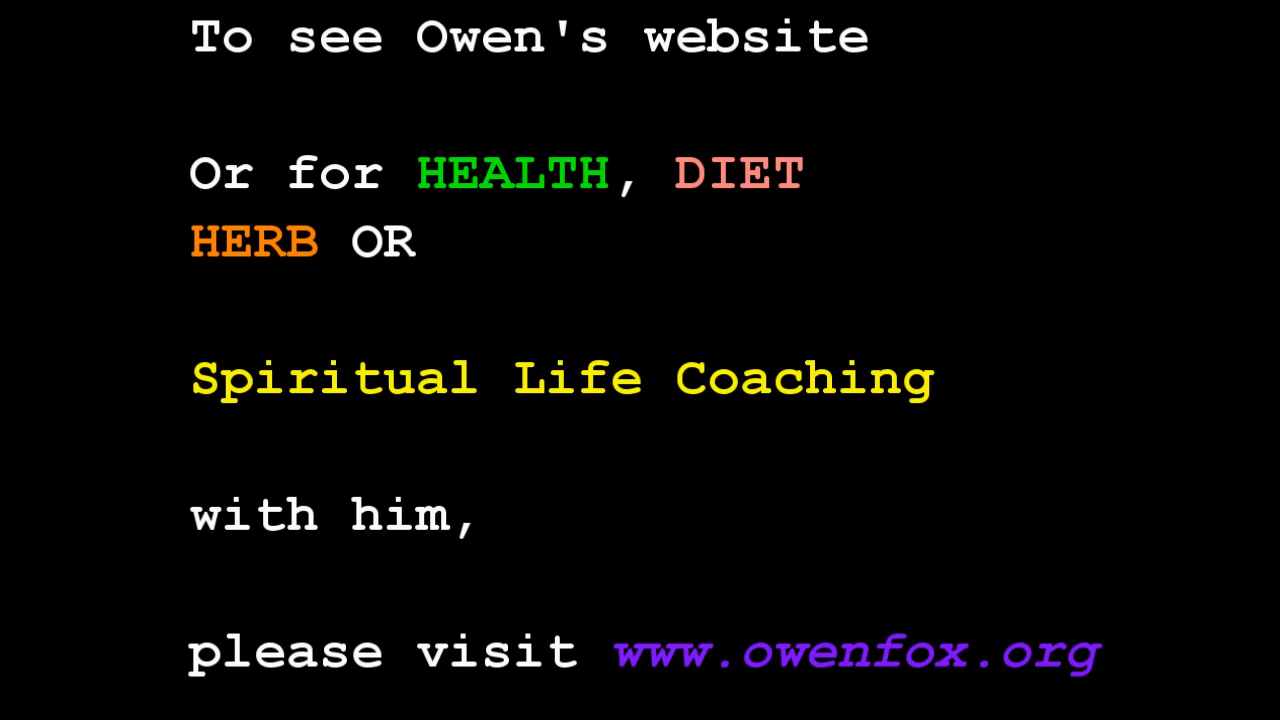 To see Owen's website
Or for HEALTH, DIET
HERB OR
Spiritual Life Coaching
with him,
please visit www.owenfox.org